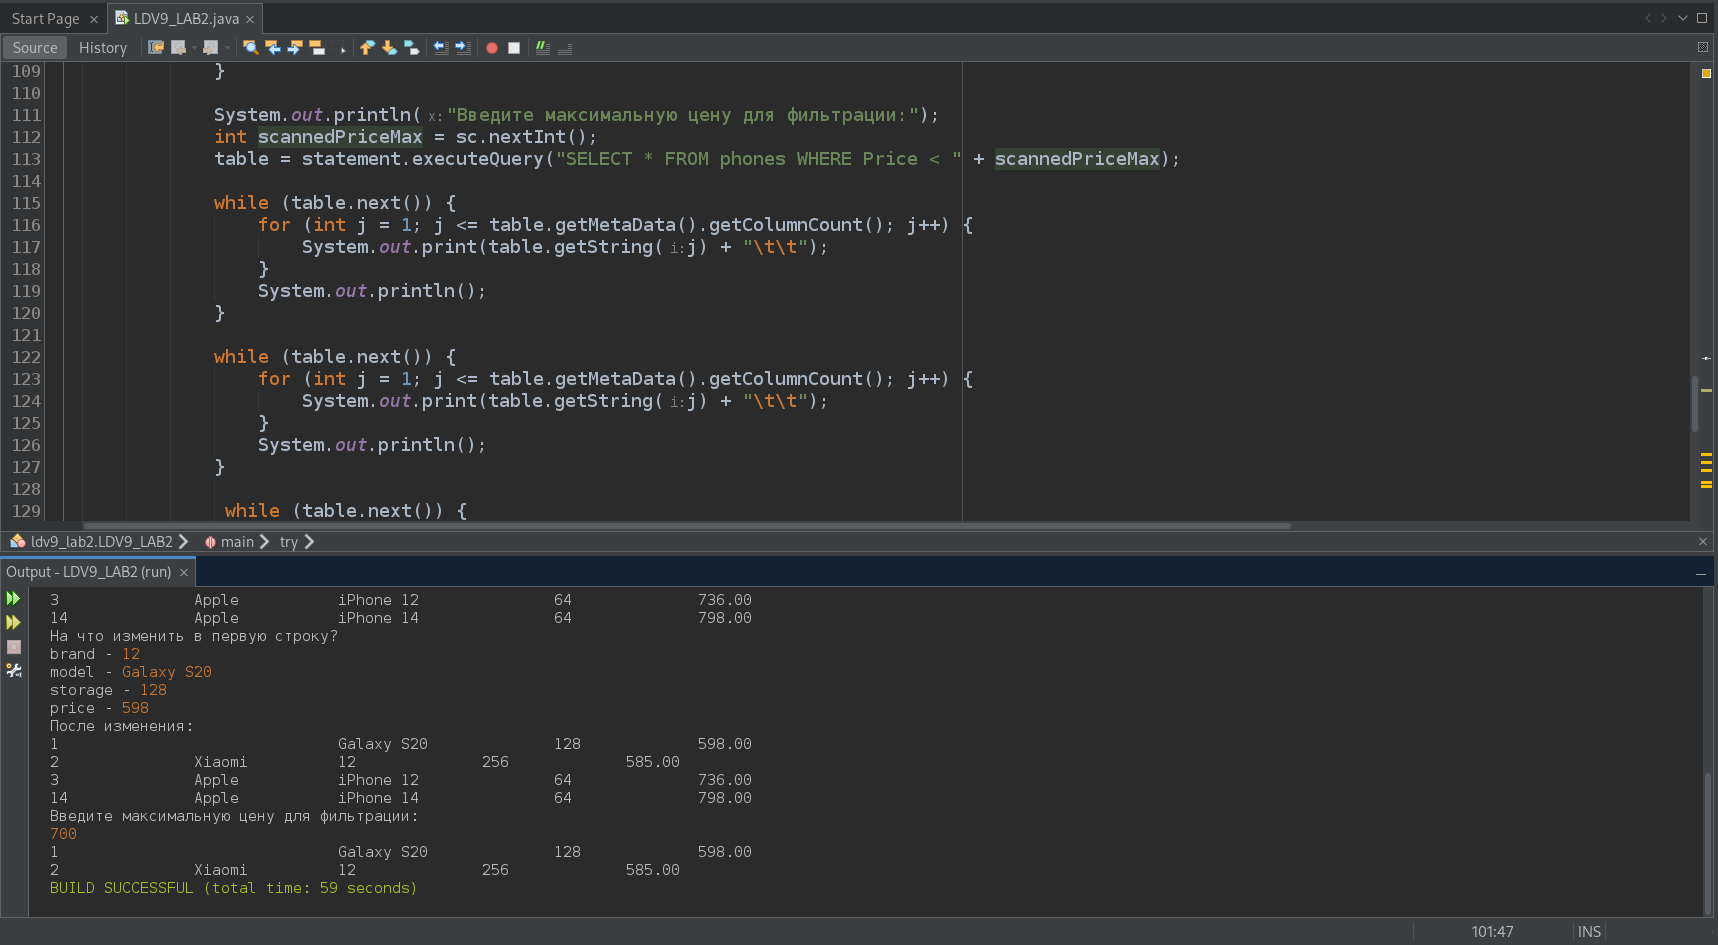 Start Page × LDV9_LAB2.java ×
Source History
109 }
110
111 System.out.println( x: "Введите максимальную цену для фильтрации:");
112 int scannedPriceMax = sc.nextInt();
113 table = statement.executeQuery("SELECT * FROM phones WHERE Price < " + scannedPriceMax);
114
115 while (table.next()) {
116 for (int j = 1; j <= table.getMetaData().getColumnCount(); j++) {
117 System.out.print(table.getString( i: j) + "\t\t");
118 }
119 System.out.println();
120 }
121
122 while (table.next()) {
123 for (int j = 1; j <= table.getMetaData().getColumnCount(); j++) {
124 System.out.print(table.getString( i: j) + "\t\t");
125 }
126 System.out.println();
127 }
128
129 while (table.next()) {
ldv9_lab2.LDV9_LAB2 main try
Output - LDV9_LAB2 (run) ×
3 Apple iPhone 12 64 736.00
14 Apple iPhone 14 64 798.00
На что изменить в первую строку?
brand - 12
model - Galaxy S20
storage - 128
price - 598
После изменения:
1 Galaxy S20 128 598.00
2 Xiaomi 12 256 585.00
3 Apple iPhone 12 64 736.00
14 Apple iPhone 14 64 798.00
Введите максимальную цену для фильтрации:
700
1 Galaxy S20 128 598.00
2 Xiaomi 12 256 585.00
BUILD SUCCESSFUL (total time: 59 seconds)
101:47 INS